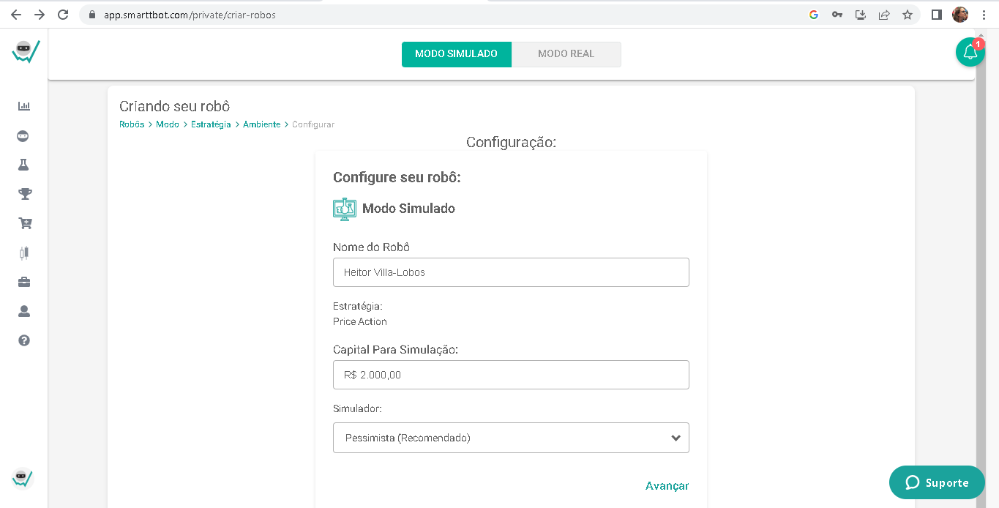 app.smarttbot.com/private/criar-robos
MODO SIMULADO
MODO REAL
1
Criando seu robô
Robôs > Modo > Estratégia > Ambiente > Configurar
Configuração:
Configure seu robô:
Modo Simulado
Nome do Robô
Heitor Villa-Lobos
Estratégia:
Price Action
Capital Para Simulação:
R$ 2.000,00
Simulador:
Pessimista (Recomendado)
Avançar
Suporte